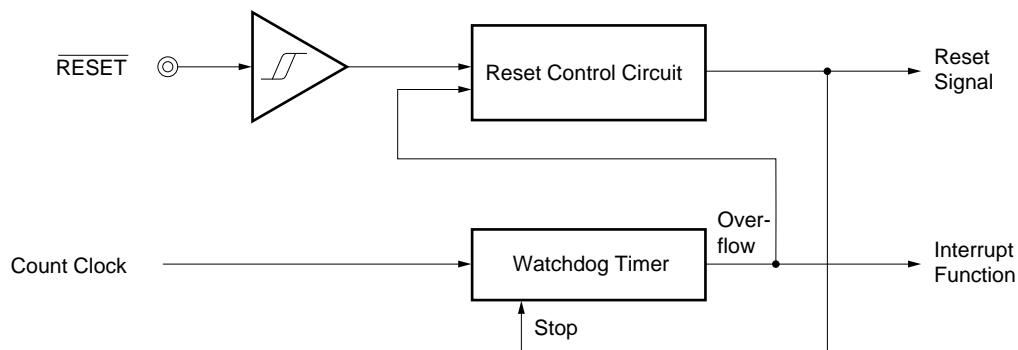 RESET
Reset Control Circuit
Reset
Signal
Over-
flow
Count Clock
Watchdog Timer
Interrupt
Function
Stop